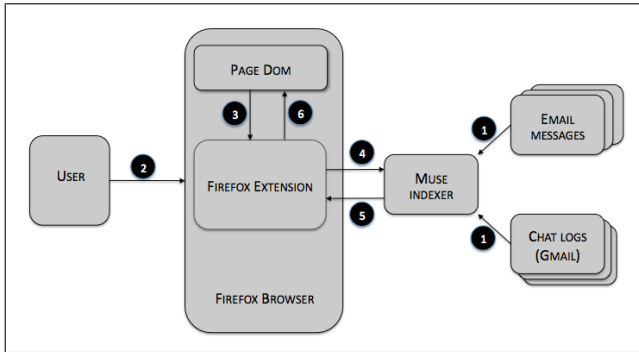 PAGE DOM
3
6
1
EMAIL
MESSAGES
USER
2
FIREFOX EXTENSION
4
5
MUSE
INDEXER
1
CHAT LOGS
(GMAIL)
FIREFOX BROWSER